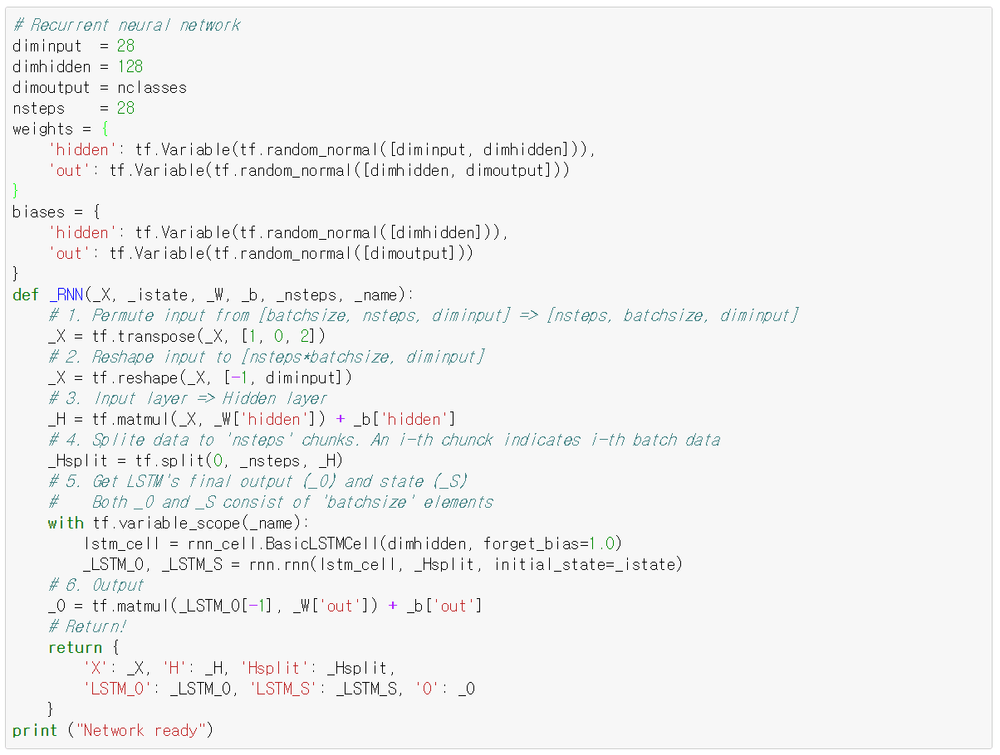 # Recurrent neural network
diminput  = 28
dimhidden = 128
dimoutput = nclasses
nsteps    = 28
weights = {
    'hidden': tf.Variable(tf.random_normal([diminput, dimhidden])),
    'out': tf.Variable(tf.random_normal([dimhidden, dimoutput]))
}
biases = {
    'hidden': tf.Variable(tf.random_normal([dimhidden])),
    'out': tf.Variable(tf.random_normal([dimoutput]))
}
def _RNN(_X, _istate, _W, _b, _nsteps, _name):
    # 1. Permute input from [batchsize, nsteps, diminput] => [nsteps, batchsize, diminput]
    _X = tf.transpose(_X, [1, 0, 2])
    # 2. Reshape input to [nsteps*batchsize, diminput]
    _X = tf.reshape(_X, [-1, diminput])
    # 3. Input layer => Hidden layer
    _H = tf.matmul(_X, _W['hidden']) + _b['hidden']
    # 4. Splite data to 'nsteps' chunks. An i-th chunck indicates i-th batch data
    _Hsplit = tf.split(0, _nsteps, _H)
    # 5. Get LSTM's final output (_O) and state (_S)
    #    Both _O and _S consist of 'batchsize' elements
    with tf.variable_scope(_name):
        lstm_cell = rnn_cell.BasicLSTMCell(dimhidden, forget_bias=1.0)
        _LSTM_O, _LSTM_S = rnn.rnn(lstm_cell, _Hsplit, initial_state=_istate)
    # 6. Output
    _O = tf.matmul(_LSTM_O[-1], _W['out']) + _b['out']
    # Return!
    return {
        'X': _X, 'H': _H, 'Hsplit': _Hsplit,
        'LSTM_O': _LSTM_O, 'LSTM_S': _LSTM_S, 'O': _O
    }
print ("Network ready")